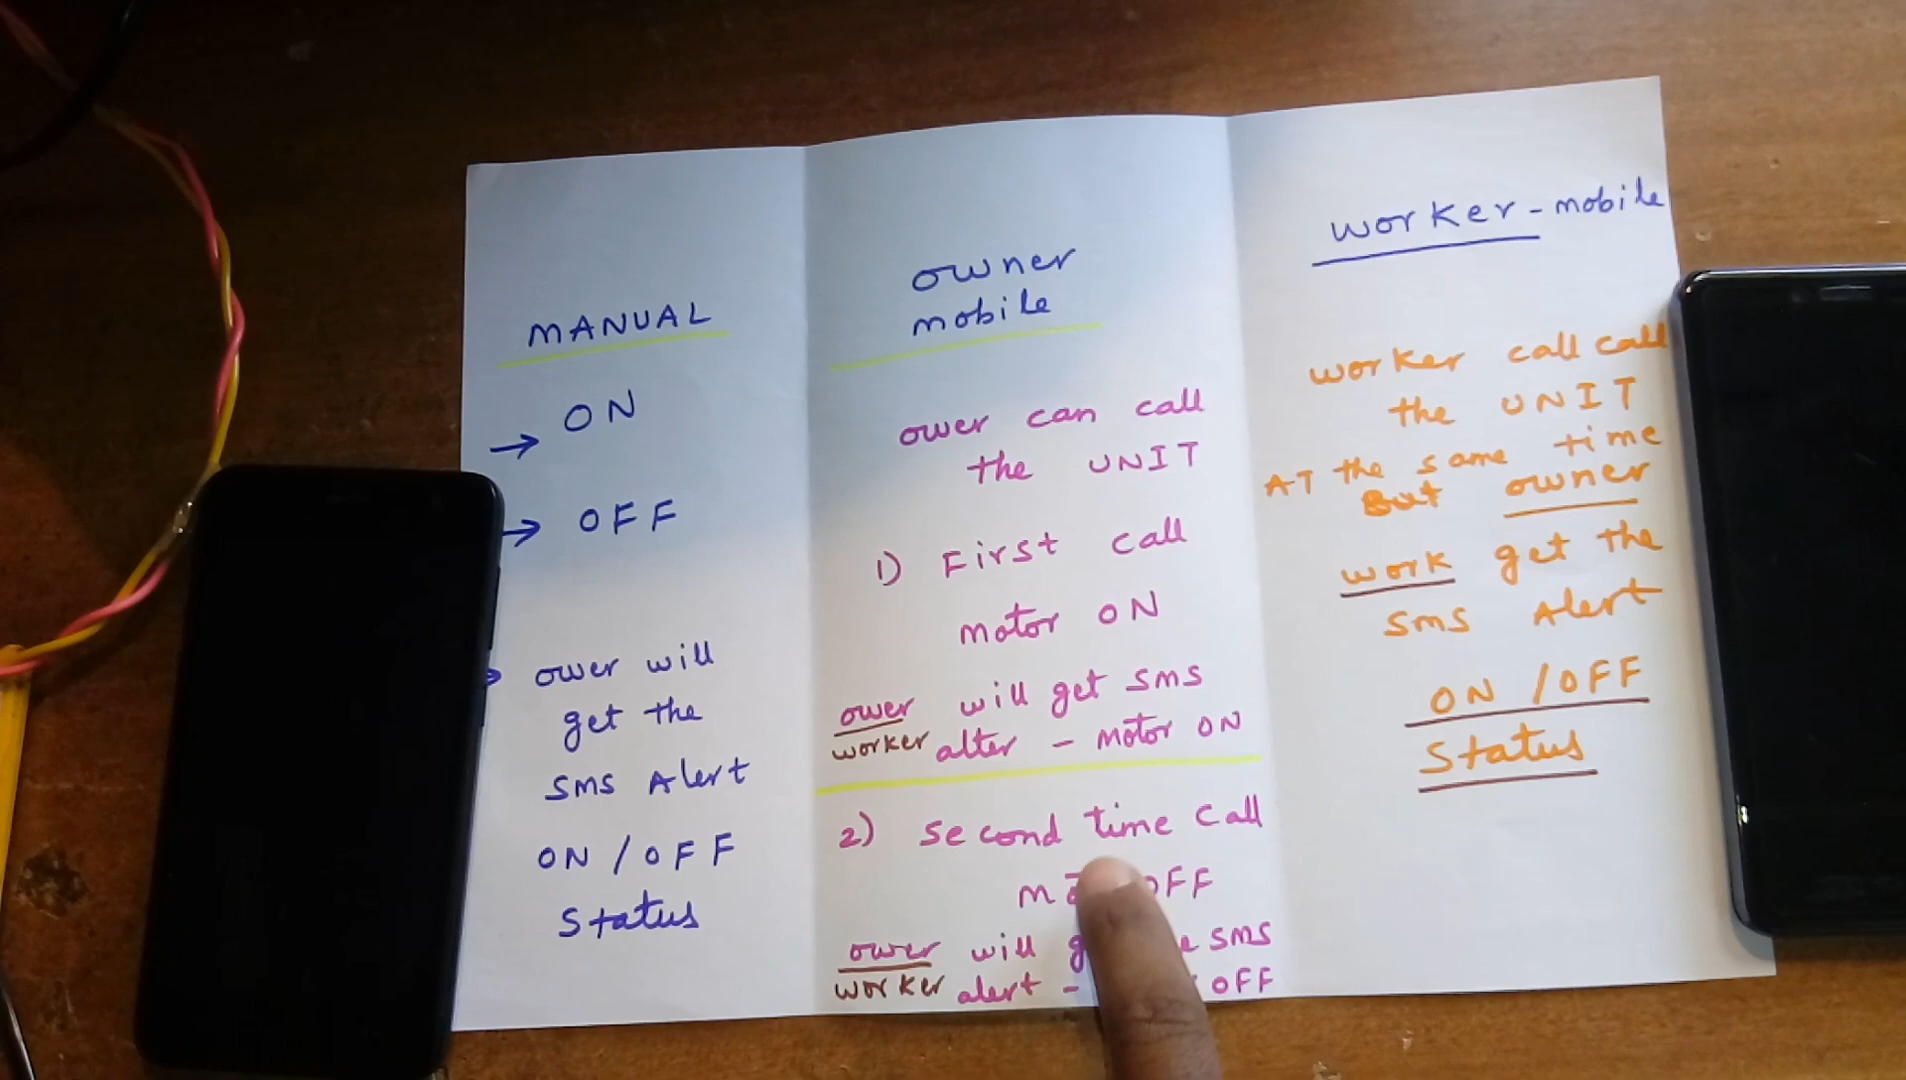 MANUAL
→ ON
→ OFF
ower will
get the
SMS Alert
ON / OFF
Status
owner
mobile
ower can call
the UNIT
1) First call
motor ON
ower will get sms
worker alter - motor ON
2) Second time call
OFF
ower will sms
worker alert - OFF
worker - mobile
worker call call
the UNIT
AT the same time
But owner
work get the
SMS Alert
ON / OFF
Status